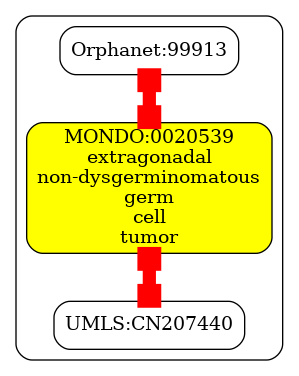 Orphanet:99913
MONDO:0020539
extragonadal
non-dysgerminomatous
germ
cell
tumor
UMLS:CN207440